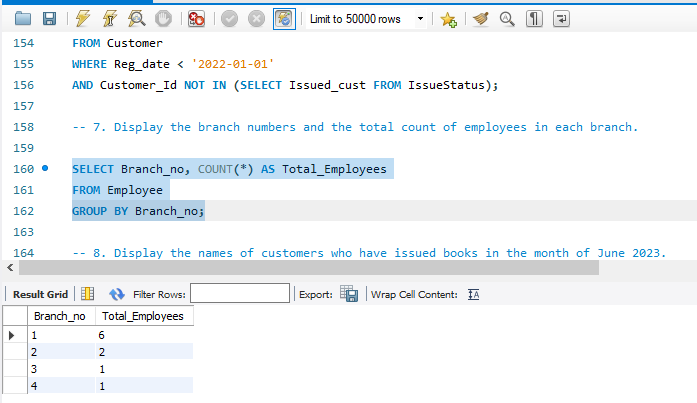 Limit to 50000 rows
154 FROM Customer
155 WHERE Reg_date < '2022-01-01'
156 AND Customer_Id NOT IN (SELECT Issued_cust FROM IssueStatus);
157
158 -- 7. Display the branch numbers and the total count of employees in each branch.
159
160 SELECT Branch_no, COUNT(*) AS Total_Employees
161 FROM Employee
162 GROUP BY Branch_no;
163
164 -- 8. Display the names of customers who have issued books in the month of June 2023.
Result Grid Filter Rows: Export: Wrap Cell Content: IA
Branch_no Total_Employees
1 6
2 2
3 1
4 1